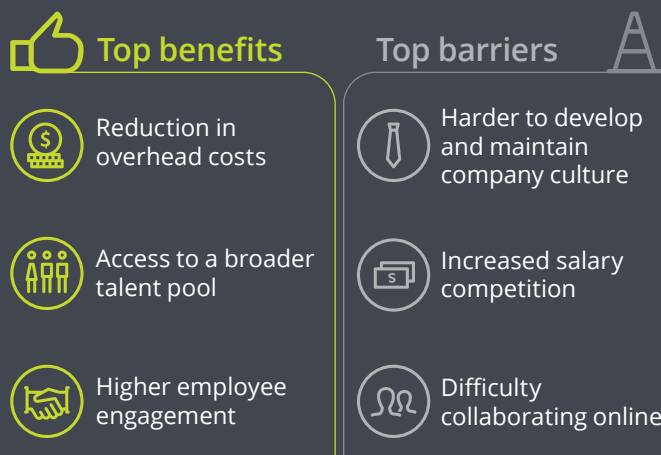 Top benefits
Reduction in
overhead costs
$
Access to a broader
talent pool
Higher employee
engagement
Top barriers
Harder to develop
and maintain
company culture
Increased salary
competition
S
Difficulty
collaborating online